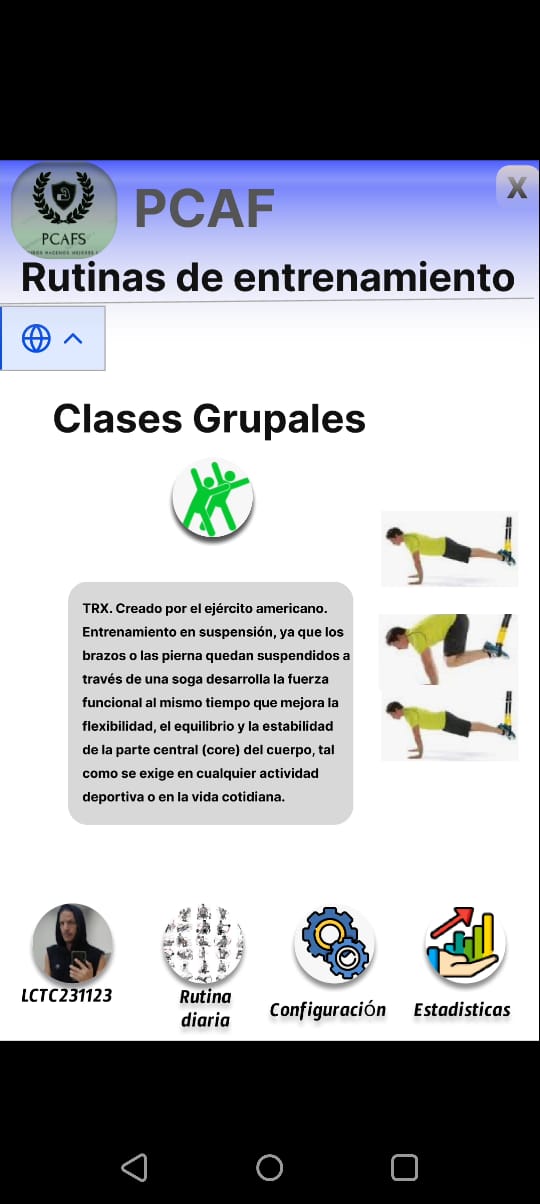 PCAF
X
PCAFS
Rutinas de entrenamiento
Clases Grupales
TRX. Creado por el ejército americano.
Entrenamiento en suspensión, ya que los
brazos o las pierna quedan suspendidos a
través de una soga desarrolla la fuerza
funcional al mismo tiempo que mejora la
flexibilidad, el equilibrio y la estabilidad
de la parte central (core) del cuerpo, tal
como se exige en cualquier actividad
deportiva o en la vida cotidiana.
LCTC231123
Rutina
diaria
Configuración
Estadisticas